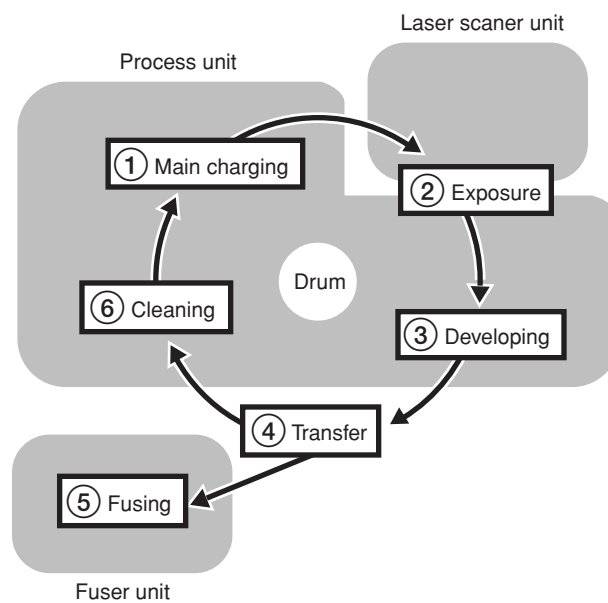 Laser scaner unit
Process unit
① Main charging
② Exposure
Drum
⑥ Cleaning
③ Developing
④ Transfer
⑤ Fusing
Fuser unit